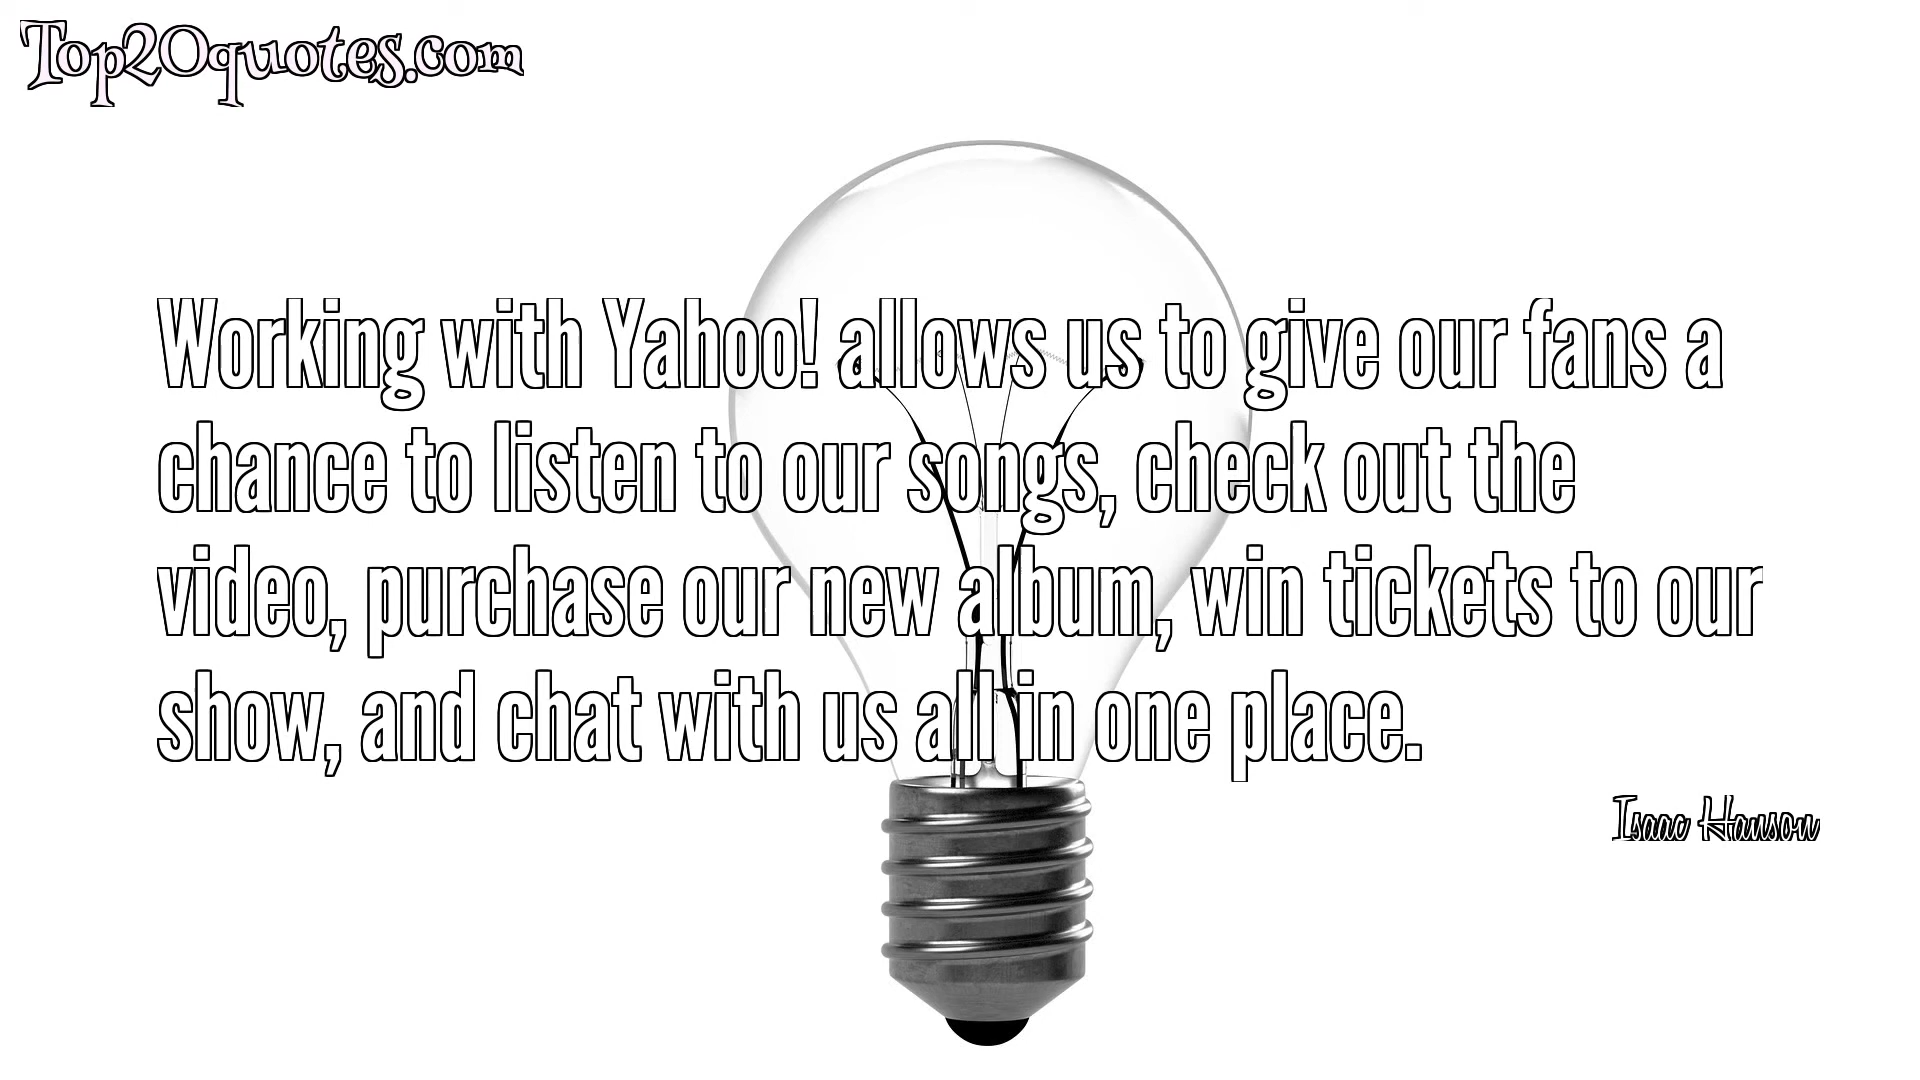 Top20quotes.com
Working with Yahoo! allows us to give our fans a
chance to listen to our songs, check out the
video, purchase our new album, win tickets to our
show, and chat with us all in one place.
Isaac Hanson